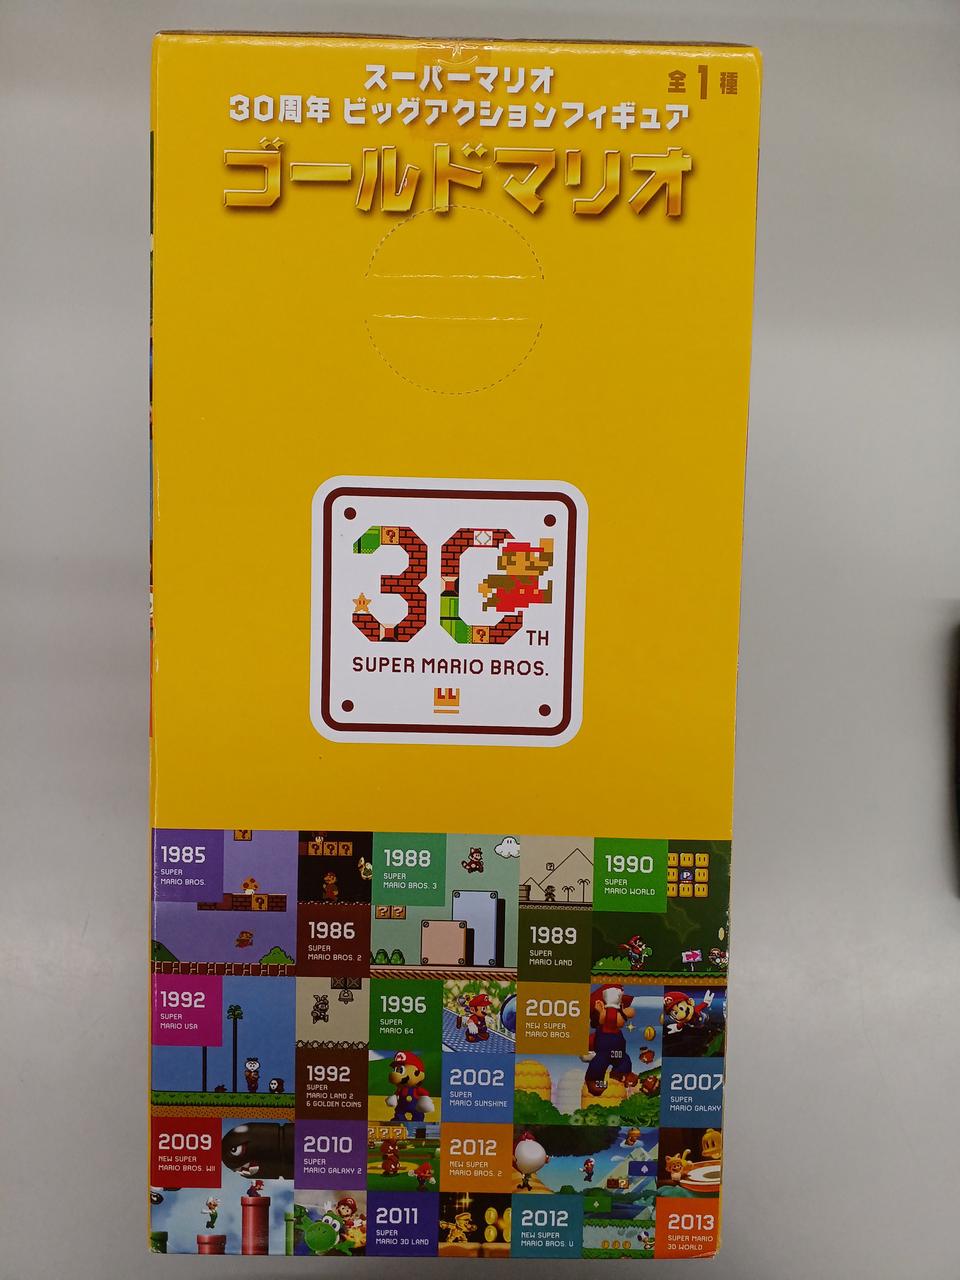 スーパーマリオ
全1種
30周年 ビッグアクションフィギュア
ゴールドマリオ
30
TH
SUPER MARIO BROS.
1985
SUPER
MARIO BROS.
1986
SUPER
MARIO BROS. 2
1988
SUPER
MARIO BROS. 3
1989
SUPER
MARIO LAND
1990
SUPER
MARIO WORLD
P
1992
SUPER
MARIO USA
1992
SUPER
MARIO LAND 2
6 GOLDEN COINS
1996
SUPER
MARIO 64
2002
SUPER
MARIO SUNSHINE
2006
NEW SUPER
MARIO BROS.
200
200
2007
SUPER
MARIO GALAXY
2009
NEW SUPER
MARIO BROS. Wii
2010
SUPER
MARIO GALAXY 2
2011
SUPER
MARIO 3D LAND
2012
NEW SUPER
MARIO BROS. 2
2012
NEW SUPER
MARIO BROS. U
2013
SUPER MARIO
3D WORLD